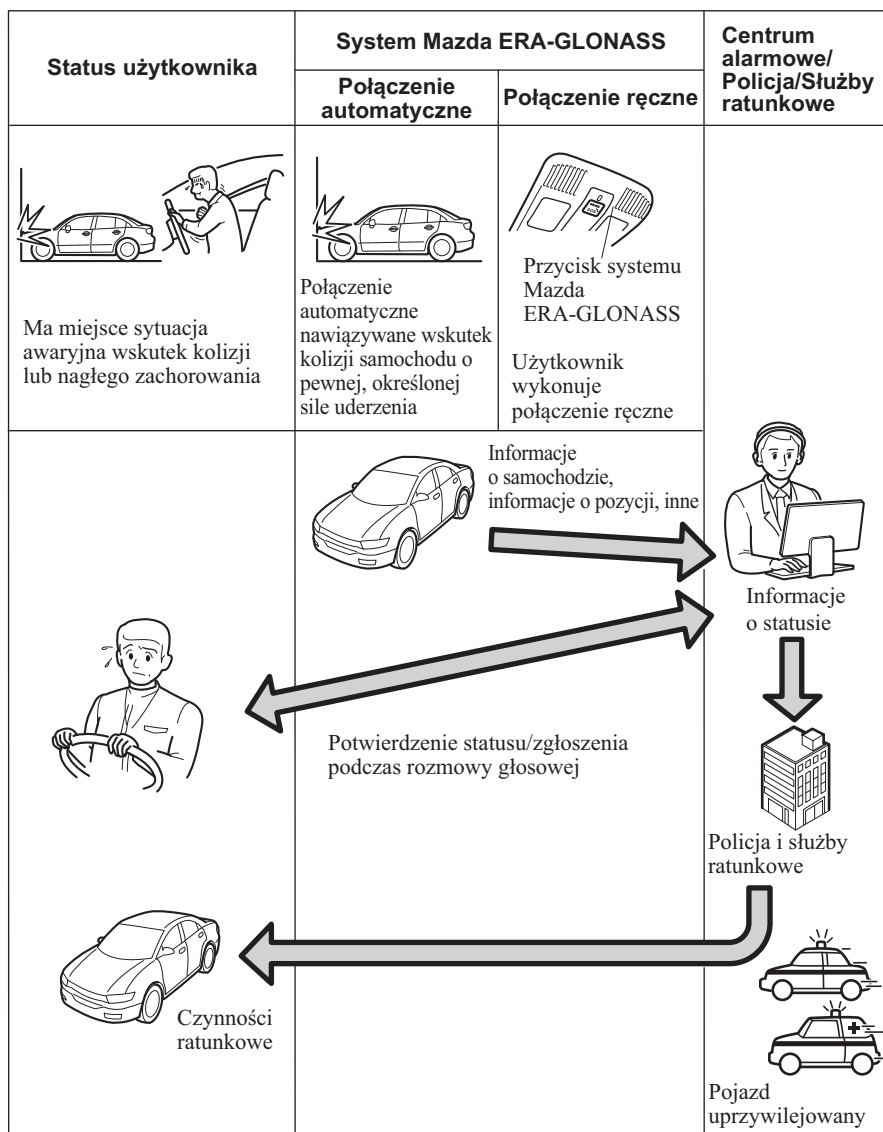 Status użytkownika
System Mazda ERA-GLONASS
Centrum
alarmowe/
Policja/Służby
ratunkowe
Połączenie
automatyczne
Połączenie ręczne
Ma miejsce sytuacja
awaryjna wskutek kolizji
lub nagłego zachorowania
Połączenie
automatyczne
nawiązywane wskutek
kolizji samochodu o
pewnej, określonej
sile uderzenia
Przycisk systemu
Mazda
ERA-GLONASS
Użytkownik
wykonuje
połączenie ręczne
Informacje
o samochodzie,
informacje o pozycji, inne
Informacje
o statusie
Potwierdzenie statusu/zgłoszenia
podczas rozmowy głosowej
Policja i służby
ratunkowe
Czynności
ratunkowe
Pojazd
uprzywilejowany